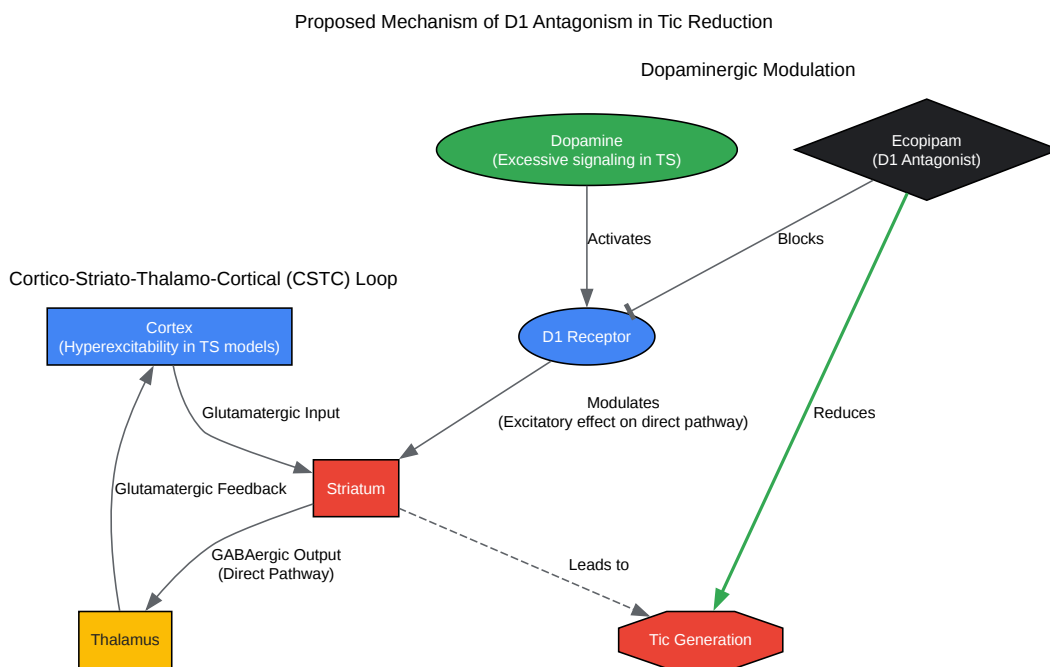 Proposed Mechanism of D1 Antagonism in Tic Reduction
Dopaminergic Modulation
Dopamine
(Excessive signaling in TS)
Ecopipam
(D1 Antagonist)
Activates
Blocks
Cortico-Striato-Thalamo-Cortical (CSTC) Loop
Cortex
(Hyperexcitability in TS models)
D1 Receptor
Glutamatergic Input
Modulates
(Excitatory effect on direct pathway)
Reduces
Glutamatergic Feedback
Striatum
GABAergic Output
(Direct Pathway)
Leads to
Thalamus
Tic Generation